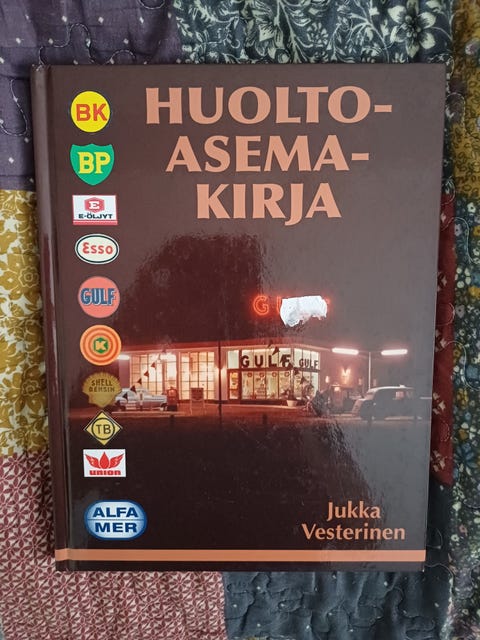 HUOLTO-
ASEMA-
KIRJA
BK
BP
E
E-ÖLJYT
Esso
GULF
K
SHELL
BENSIN
TB
UNION
ALFA
MER
G
GULF GULF
Jukka
Vesterinen